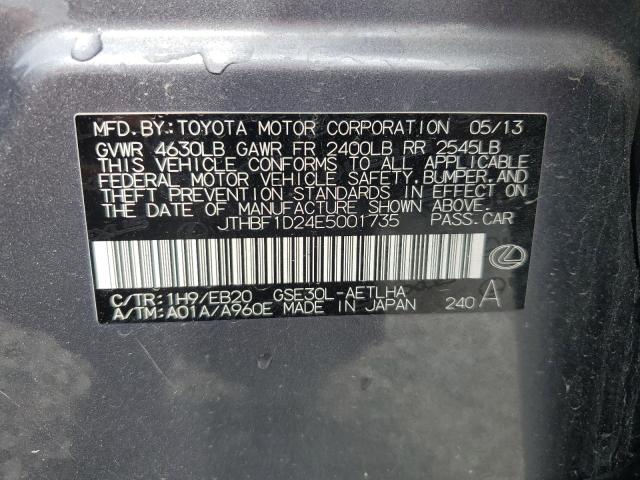 MFD.BY:TOYOTA MOTOR CORPORATION 05/13
GVWR 4630LB GAWR FR 2400LB RR 2545LB
THIS VEHICLE CONFORMS TO ALL APPLICABLE
FEDERAL MOTOR VEHICLE SAFETY,BUMPER,AND
THEFT PREVENTION STANDARDS IN EFFECT ON
THE DATE OF MANUFACTURE SHOWN ABOVE.
JTHBF1D24E5001735 PASS.CAR
C/TR:1H9/EB20 GSE30L-AETLHA
A/TM:A01A/A960E MADE IN JAPAN 240 A